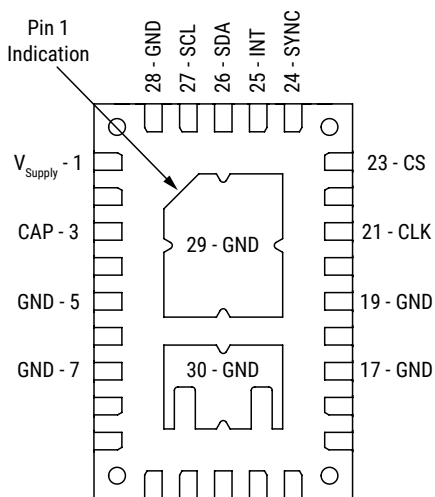 Pin 1
Indication
28 - GND
27 - SCL
26 - SDA
25 - INT
24 - SYNC
VSupply - 1
23 - CS
CAP - 3
29 - GND
21 - CLK
GND - 5
19 - GND
GND - 7
30 - GND
17 - GND